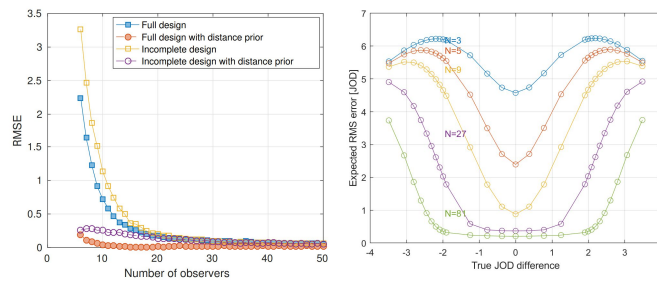 3.5
3
2.5
2
1.5
1
0.5
0
0
10
20
30
40
50
RMSE
Number of observers
Full design
Full design with distance prior
Incomplete design
Incomplete design with distance prior
7
6
5
4
3
2
1
0
-4
-3
-2
-1
0
1
2
3
4
Expected RMS error [JOD]
True JOD difference
N=3
N=5
N=9
N=27
N=81